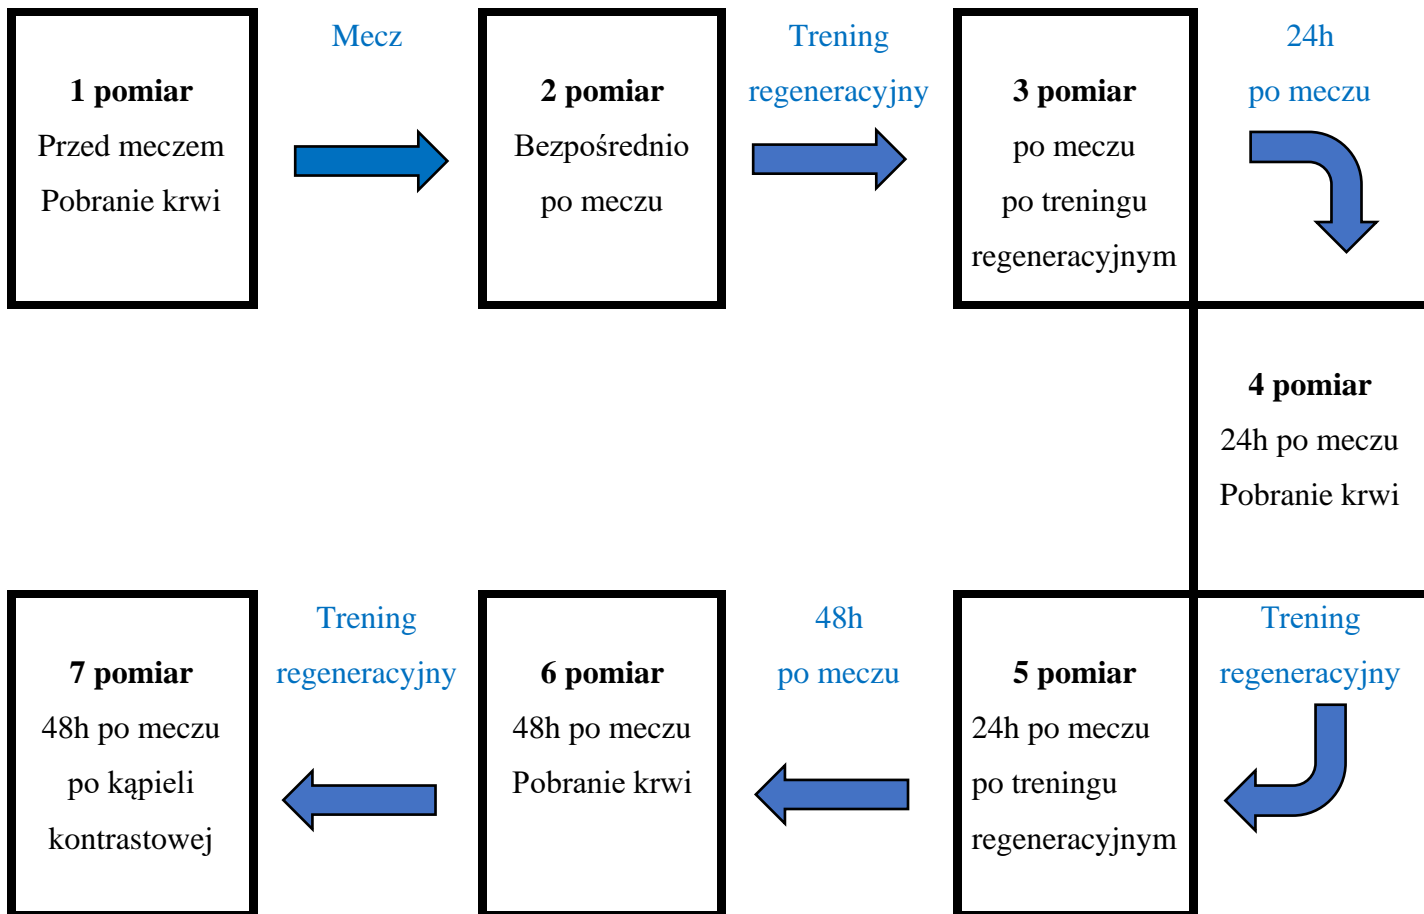 1 pomiar
Przed meczem
Pobranie krwi
Mecz
2 pomiar
Bezpośrednio
po meczu
Trening
regeneracyjny
3 pomiar
po meczu
po treningu
regeneracyjnym
24h
po meczu
4 pomiar
24h po meczu
Pobranie krwi
Trening
regeneracyjny
5 pomiar
24h po meczu
po treningu
regeneracyjnym
48h
po meczu
6 pomiar
48h po meczu
Pobranie krwi
Trening
regeneracyjny
7 pomiar
48h po meczu
po kąpieli
kontrastowej